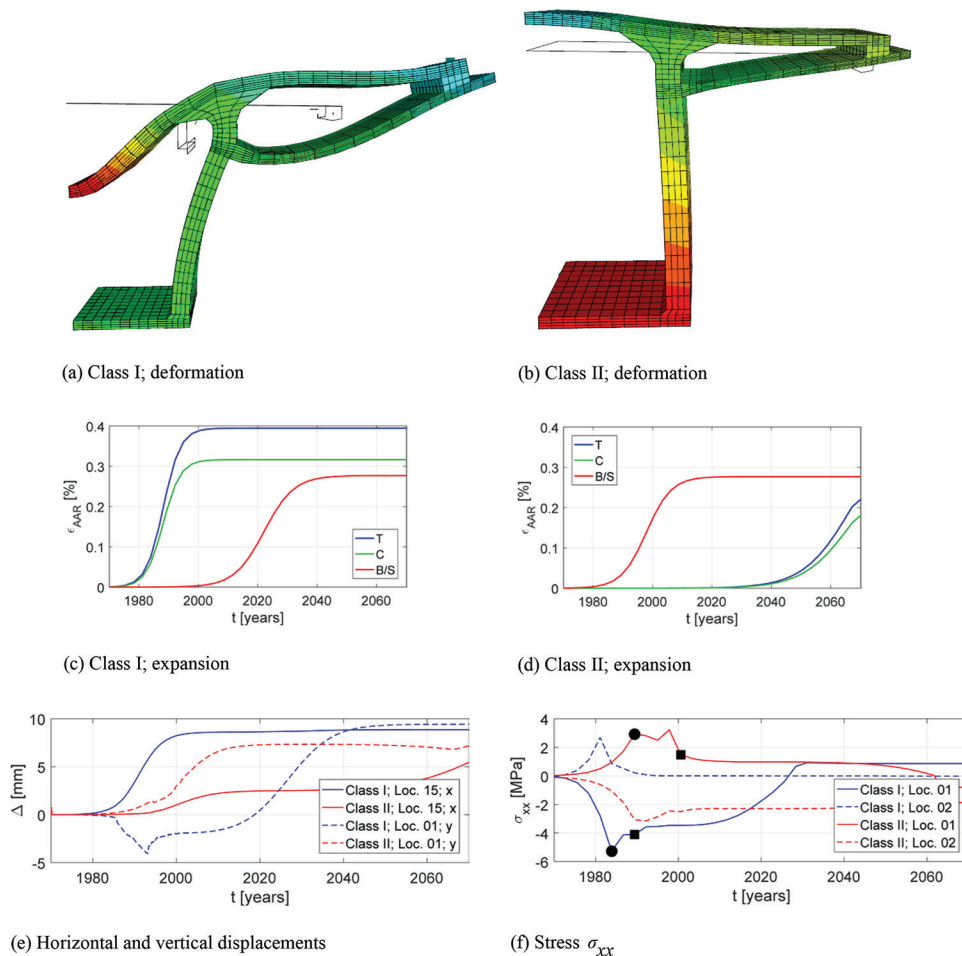 (a) Class I; deformation
(b) Class II; deformation
0.4
0.3
0.2
0.1
0
ϵAAR [%]
T
C
B/S
1980 2000 2020 2040 2060
t [years]
(c) Class I; expansion
0.4
0.3
0.2
0.1
0
ϵAAR [%]
T
C
B/S
1980 2000 2020 2040 2060
t [years]
(d) Class II; expansion
10
5
0
-5
Δ [mm]
Class I; Loc. 15; x
Class II; Loc. 15; x
Class I; Loc. 01; y
Class II; Loc. 01; y
1980 2000 2020 2040 2060
t [years]
(e) Horizontal and vertical displacements
4
2
0
-2
-4
-6
σxx [MPa]
Class I; Loc. 01
Class I; Loc. 02
Class II; Loc. 01
Class II; Loc. 02
1980 2000 2020 2040 2060
t [years]
(f) Stress σxx